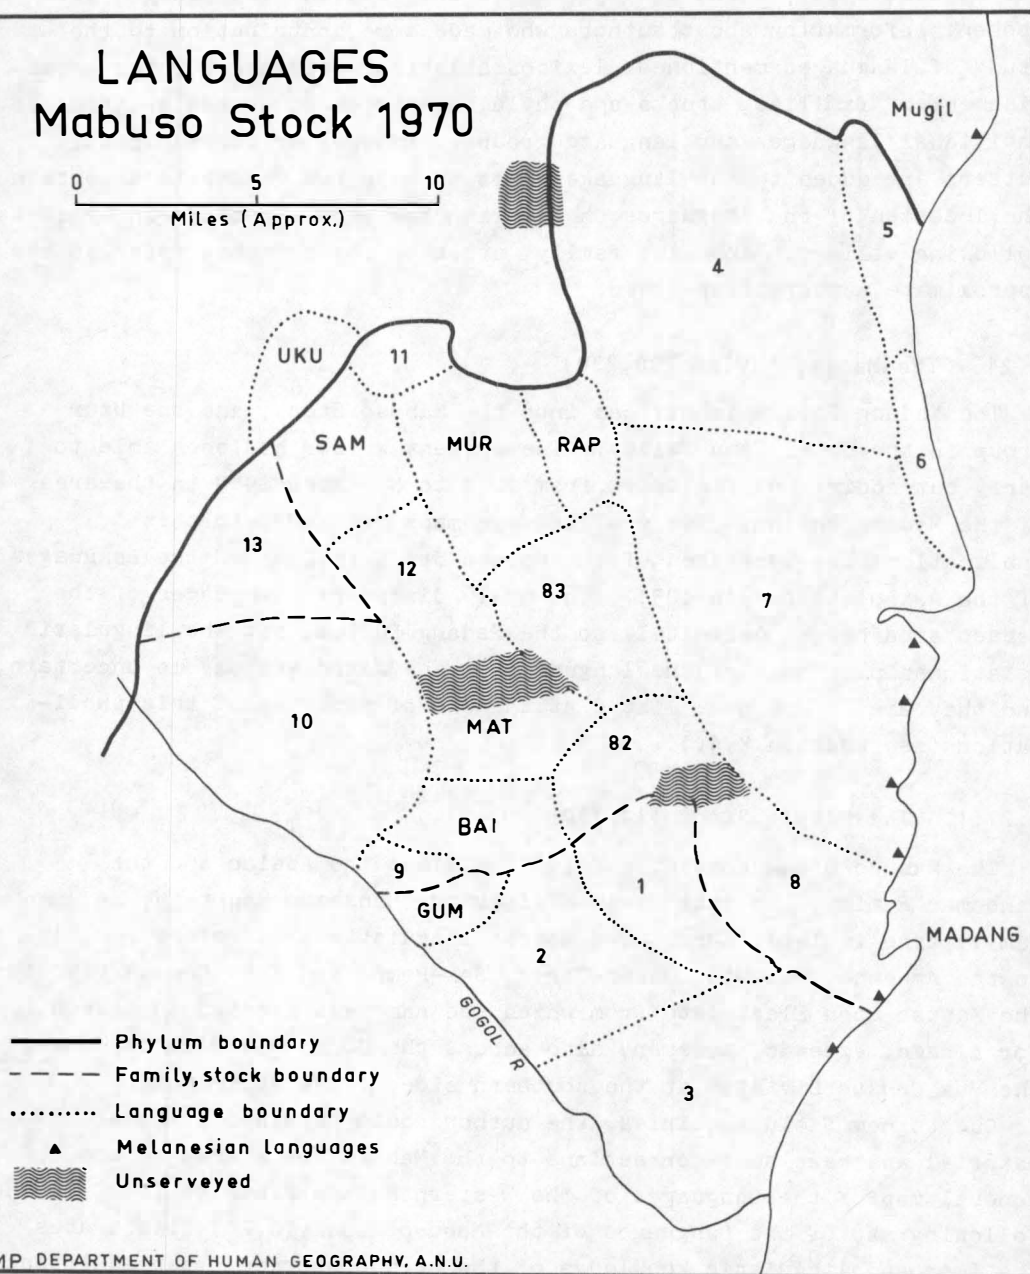 LANGUAGES
Mabuso Stock 1970
0 5 10
Miles (Approx.)
Mugil
5
4
UKU
11
SAM
MUR
RAP
6
13
12
83
7
10
MAT
82
BAI
9
1
8
GUM
2
MADANG
GOGOL R
3
Phylum boundary
Family, stock boundary
Language boundary
Melanesian languages
Unserveyed
MP. DEPARTMENT OF HUMAN GEOGRAPHY, A.N.U.